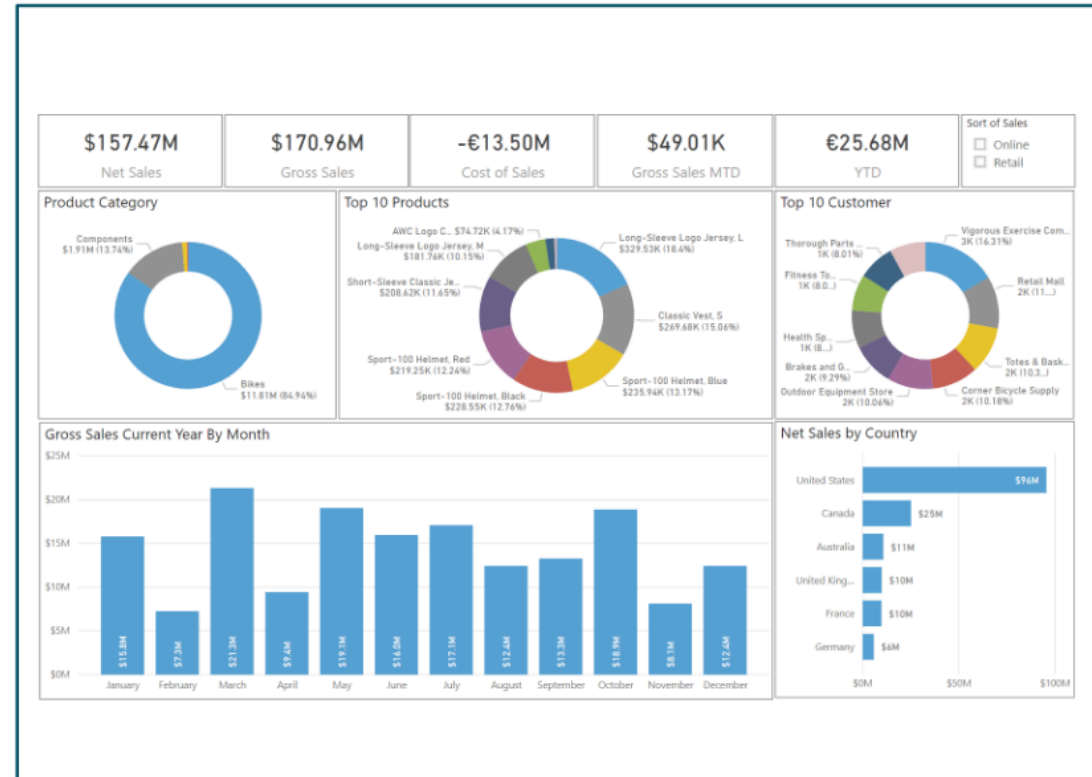 $157.47M
Net Sales
$170.96M
Gross Sales
-€13.50M
Cost of Sales
$49.01K
Gross Sales MTD
€25.68M
YTD
Sort of Sales
Online
Retail
Product Category
Components
$1.91M (13.74%)
Bikes
$11.81M (84.94%)
Top 10 Products
AWC Logo C... $74.72K (4.17%)
Long-Sleeve Logo Jersey, M
$181.76K (10.15%)
Short-Sleeve Classic Je...
$208.62K (11.65%)
Sport-100 Helmet, Red
$219.25K (12.24%)
Sport-100 Helmet, Black
$228.55K (12.76%)
Long-Sleeve Logo Jersey, L
$329.53K (18.4%)
Classic Vest, S
$269.68K (15.06%)
Sport-100 Helmet, Blue
$235.94K (13.17%)
Top 10 Customer
Thorough Parts ...
1K (8.01%)
Fitness To...
1K (8.0...)
Health Sp...
1K (8...)
Brakes and G...
2K (9.29%)
Outdoor Equipment Store
2K (10.06%)
Vigorous Exercise Com...
3K (16.31%)
Retail Mall
2K (11...)
Totes & Bask...
2K (10.3...)
Corner Bicycle Supply
2K (10.18%)
Gross Sales Current Year By Month
$25M
$20M
$15M
$10M
$5M
$0M
$15.8M
$7.3M
$21.3M
$9.4M
$19.1M
$16.0M
$17.1M
$12.4M
$13.3M
$18.9M
$8.1M
$12.4M
January
February
March
April
May
June
July
August
September
October
November
December
Net Sales by Country
United States
$96M
Canada
$25M
Australia
$11M
United King...
$10M
France
$10M
Germany
$6M
$0M
$50M
$100M